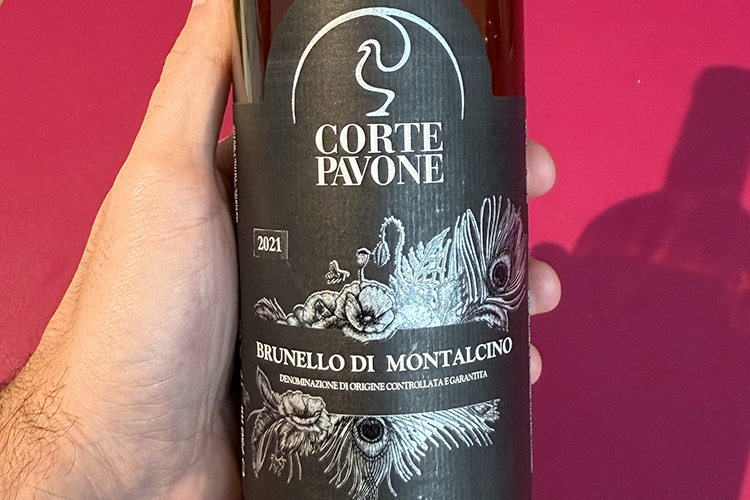 CORTE
PAVONE
2021
BRUNELLO DI MONTALCINO
DENOMINAZIONE DI ORIGINE CONTROLLATA E GARANTITA